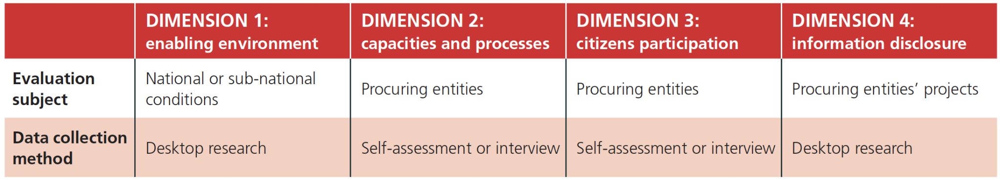 DIMENSION 1:
enabling environment
DIMENSION 2:
capacities and processes
DIMENSION 3:
citizens participation
DIMENSION 4:
information disclosure
Evaluation
subject
National or sub-national
conditions
Procuring entities
Procuring entities
Procuring entities’ projects
Data collection
method
Desktop research
Self-assessment or interview
Self-assessment or interview
Desktop research